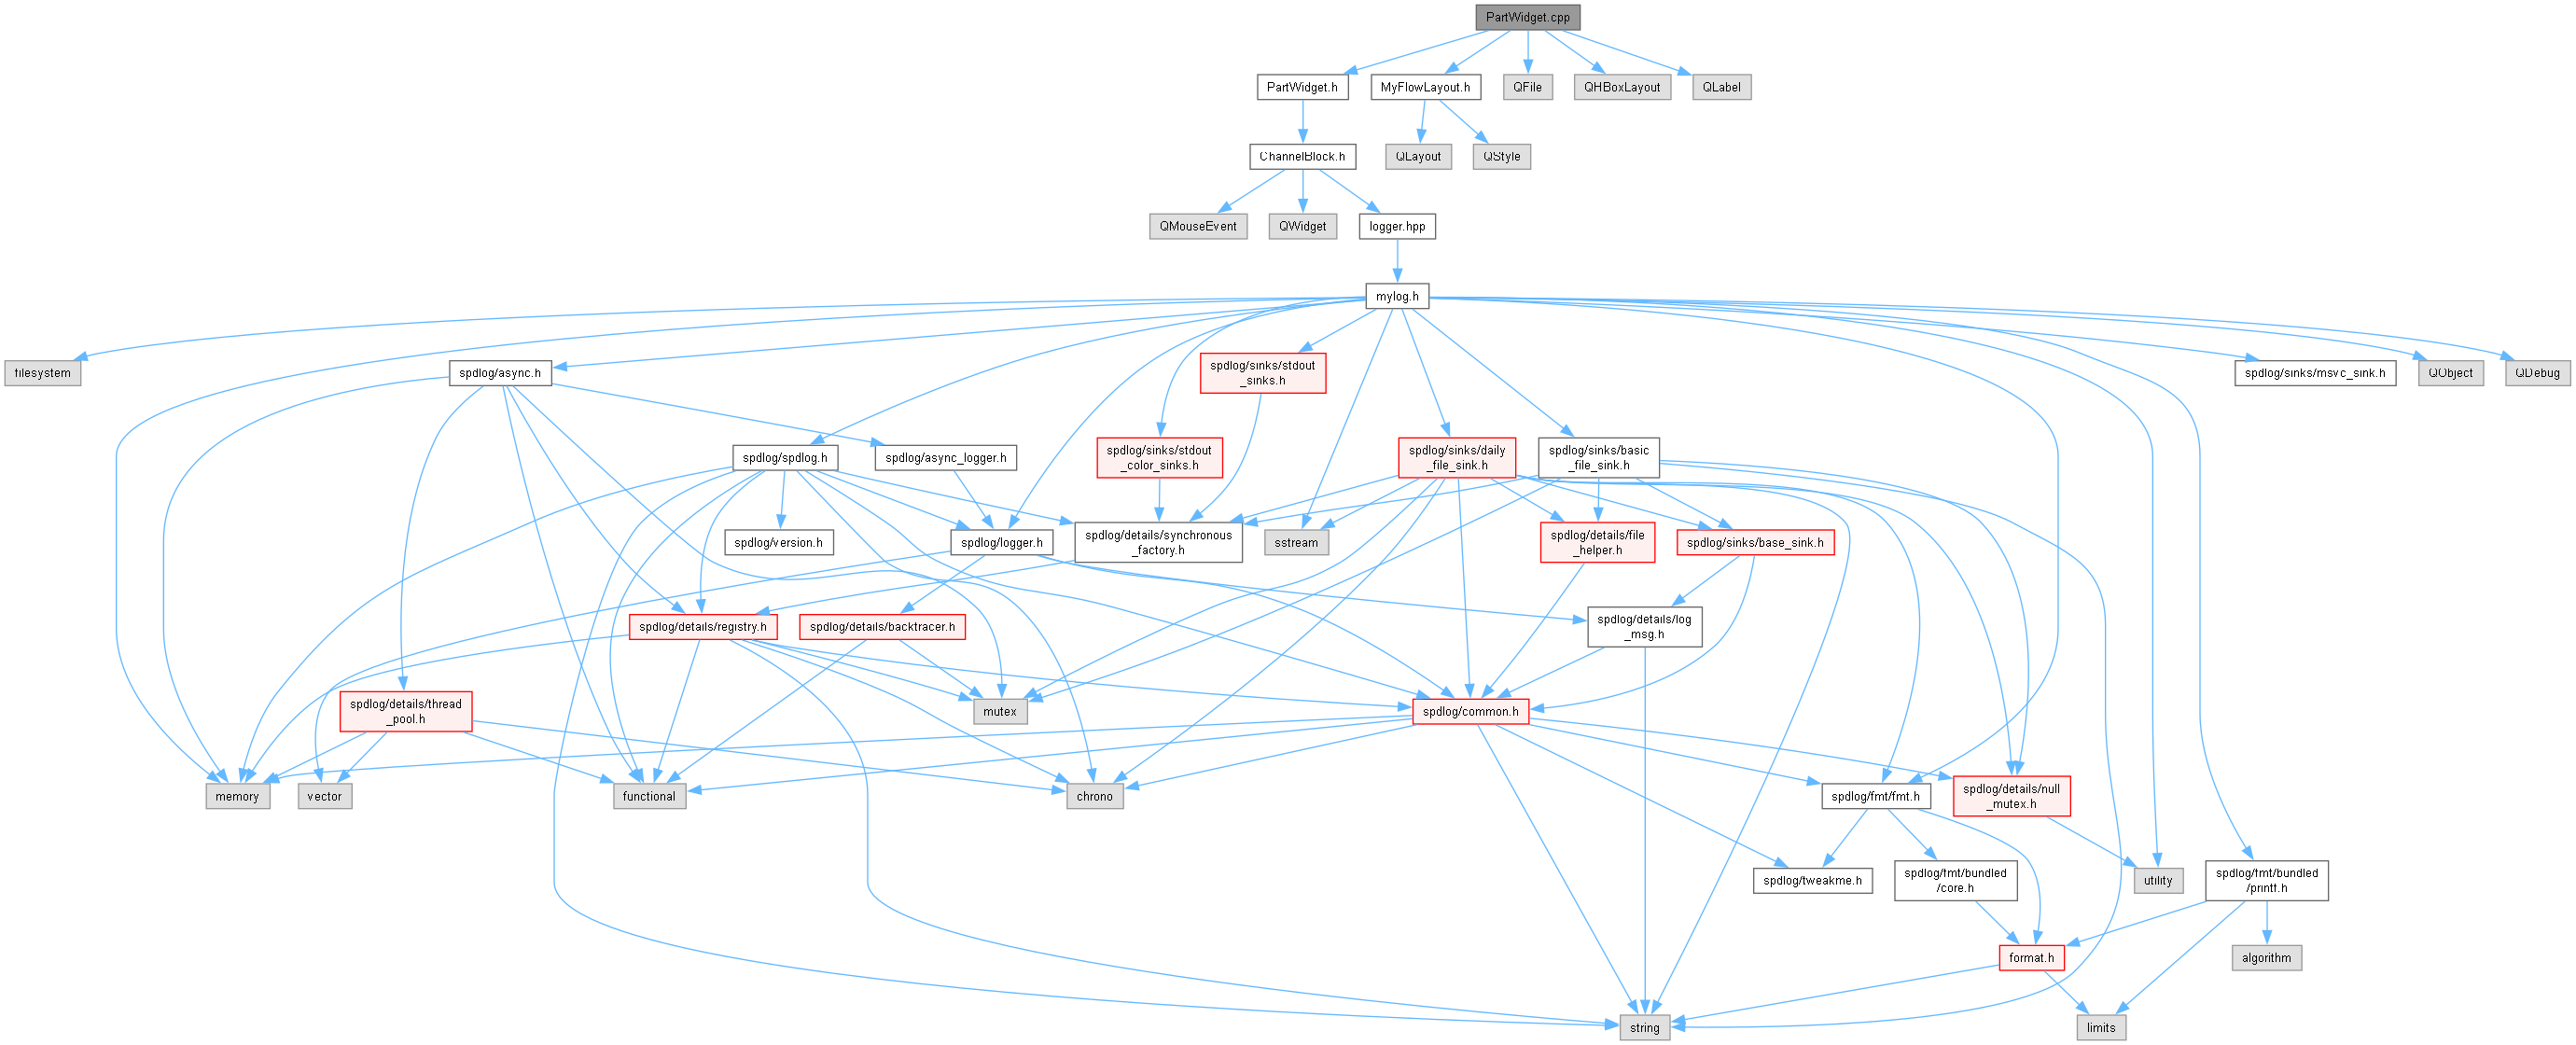 PartWidget.cpp
PartWidget.h
MyFlowLayout.h
QFile
QHBoxLayout
QLabel
ChannelBlock.h
QLayout
QStyle
QMouseEvent
QWidget
logger.hpp
mylog.h
filesystem
spdlog/async.h
spdlog/sinks/stdout
_sinks.h
spdlog/sinks/msvc_sink.h
QObject
QDebug
spdlog/spdlog.h
spdlog/async_logger.h
spdlog/sinks/stdout
_color_sinks.h
spdlog/sinks/daily
_file_sink.h
spdlog/sinks/basic
_file_sink.h
spdlog/version.h
spdlog/logger.h
spdlog/details/synchronous
_factory.h
sstream
spdlog/details/file
_helper.h
spdlog/sinks/base_sink.h
spdlog/details/registry.h
spdlog/details/backtracer.h
spdlog/details/log
_msg.h
spdlog/details/thread
_pool.h
mutex
spdlog/common.h
memory
vector
functional
chrono
spdlog/fmt/fmt.h
spdlog/details/null
_mutex.h
spdlog/tweakme.h
spdlog/fmt/bundled
/core.h
utility
spdlog/fmt/bundled
/printf.h
format.h
algorithm
string
limits